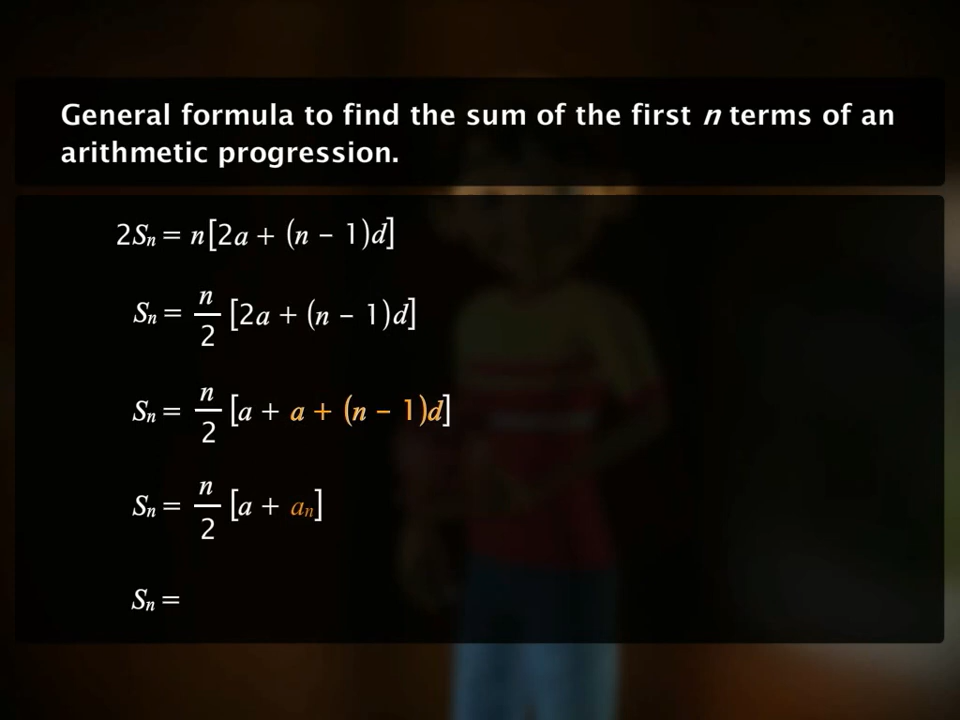 General formula to find the sum of the first n terms of an
arithmetic progression.
2Sₙ = n[2a + (n – 1)d]
Sₙ = n/2 [2a + (n – 1)d]
Sₙ = n/2 [a + a + (n – 1)d]
Sₙ = n/2 [a + aₙ]
Sₙ =